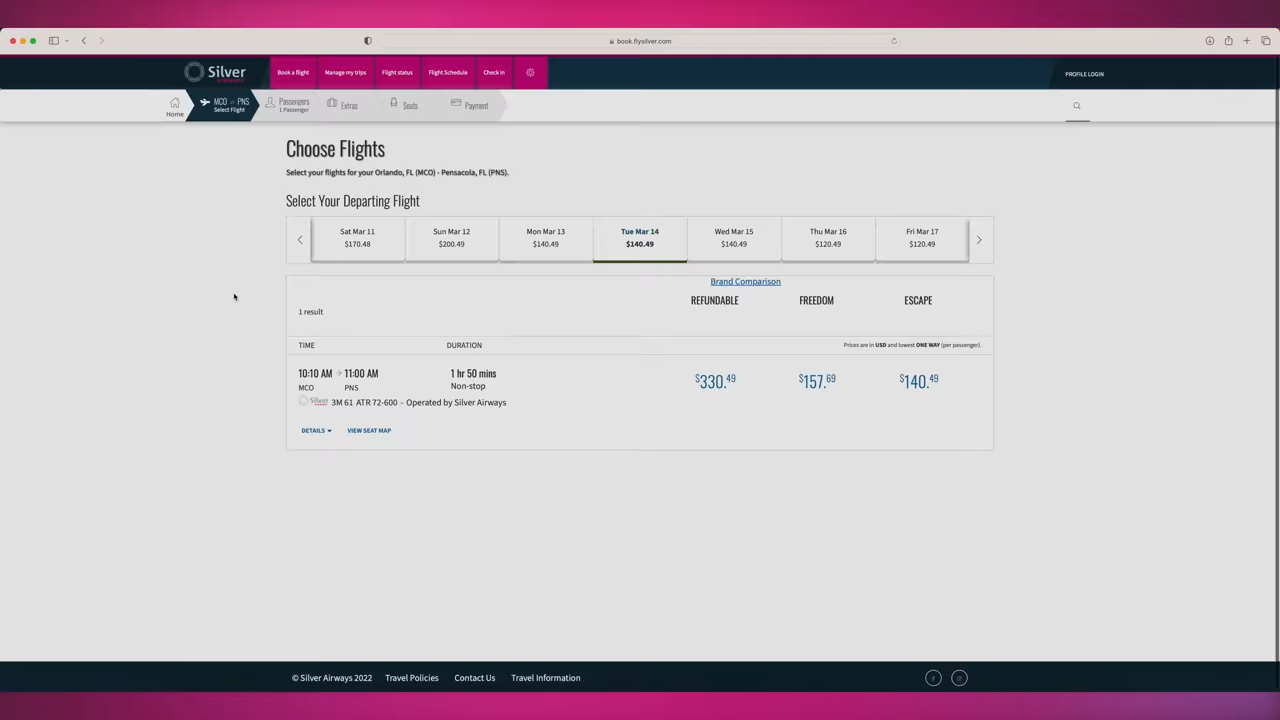 book.flysilver.com
Silver
airways
Book a flight
Manage my trips
Flight status
Flight Schedule
Check in
PROFILE LOGIN
Home
MCO PNS
Select Flight
Passengers
1 Passenger
Extras
Seats
Payment
Choose Flights
Select your flights for your Orlando, FL (MCO) - Pensacola, FL (PNS).
Select Your Departing Flight
Sat Mar 11
$170.48
Sun Mar 12
$200.49
Mon Mar 13
$140.49
Tue Mar 14
$140.49
Wed Mar 15
$140.49
Thu Mar 16
$120.49
Fri Mar 17
$120.49
Brand Comparison
1 result
REFUNDABLE FREEDOM ESCAPE
TIME DURATION Prices are in USD and lowest ONE WAY (per passenger).
10:10 AM 11:00 AM 1 hr 50 mins
MCO PNS Non-stop
$330.49 $157.69 $140.49
Silver 3M 61 ATR 72-600 - Operated by Silver Airways
DETAILS VIEW SEAT MAP
© Silver Airways 2022 Travel Policies Contact Us Travel Information